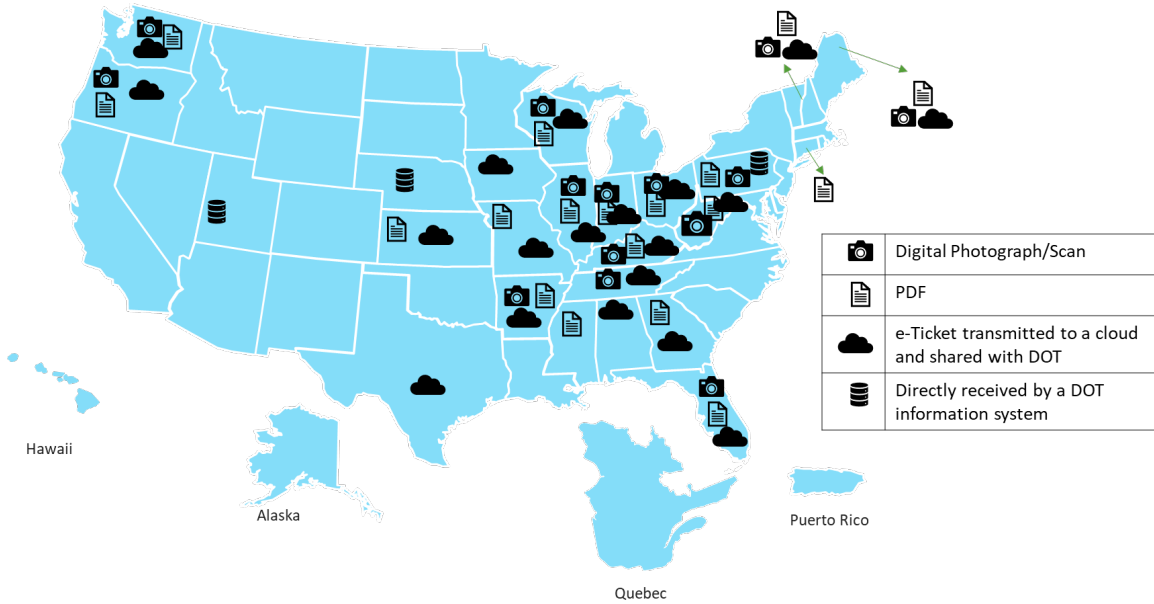 Digital Photograph/Scan
PDF
e-Ticket transmitted to a cloud
and shared with DOT
Directly received by a DOT
information system
Hawaii
Alaska
Puerto Rico
Quebec